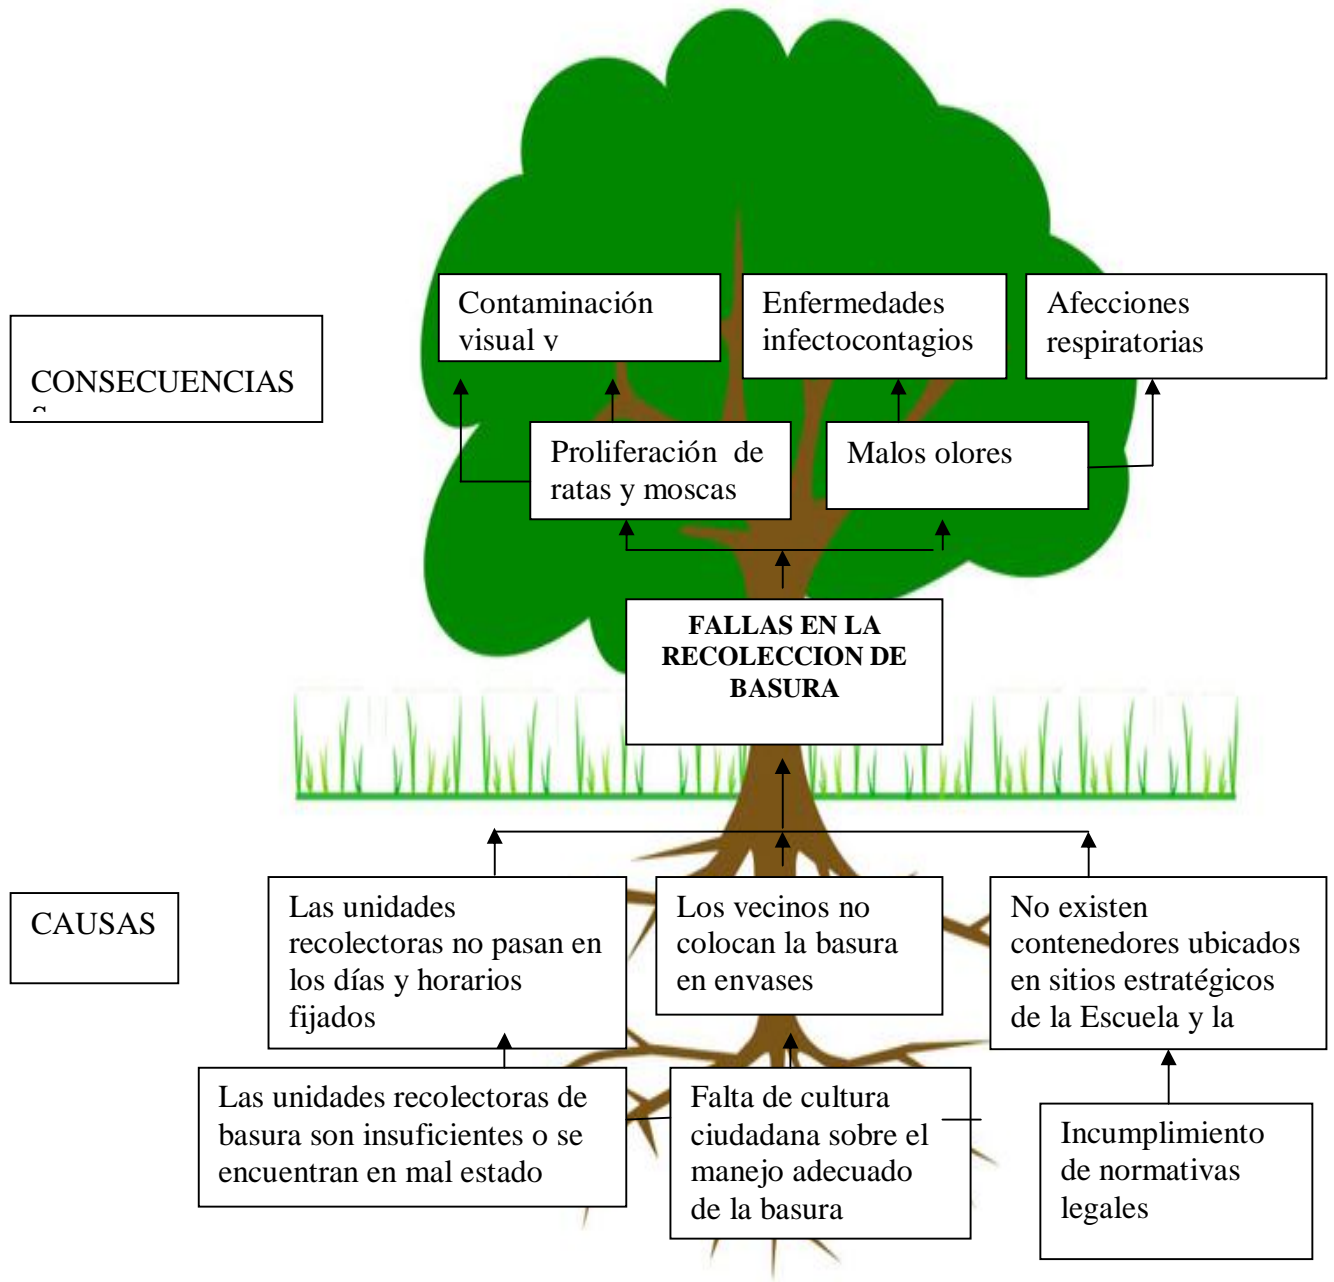 Contaminación
visual y
Enfermedades
infectocontagios
Afecciones
respiratorias
CONSECUENCIAS
Proliferación de
ratas y moscas
Malos olores
FALLAS EN LA
RECOLECCION DE
BASURA
CAUSAS
Las unidades
recolectoras no pasan en
los días y horarios
fijados
Los vecinos no
colocan la basura
en envases
No existen
contenedores ubicados
en sitios estratégicos
de la Escuela y la
Las unidades recolectoras de
basura son insuficientes o se
encuentran en mal estado
Falta de cultura
ciudadana sobre el
manejo adecuado
de la basura
Incumplimiento
de normativas
legales